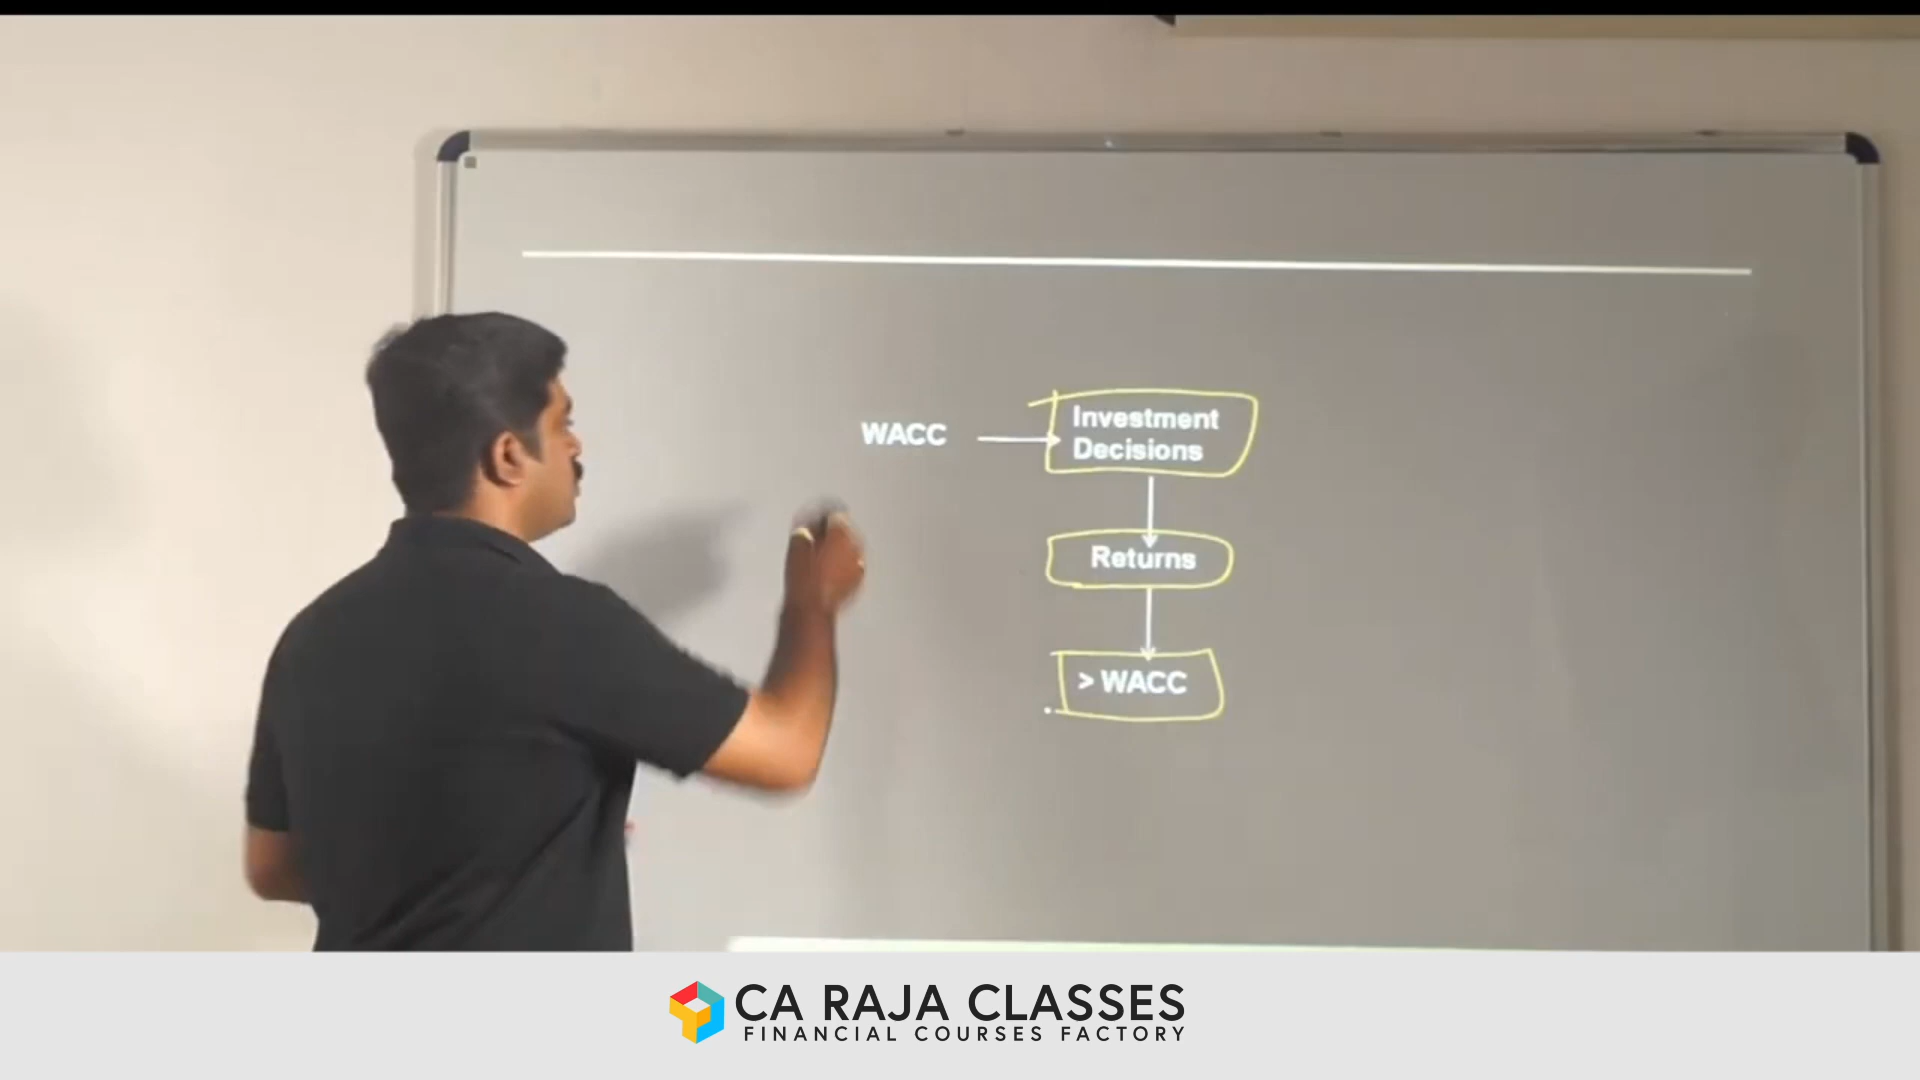 WACC
Investment
Decisions
Returns
> WACC
CA RAJA CLASSES
FINANCIAL COURSES FACTORY